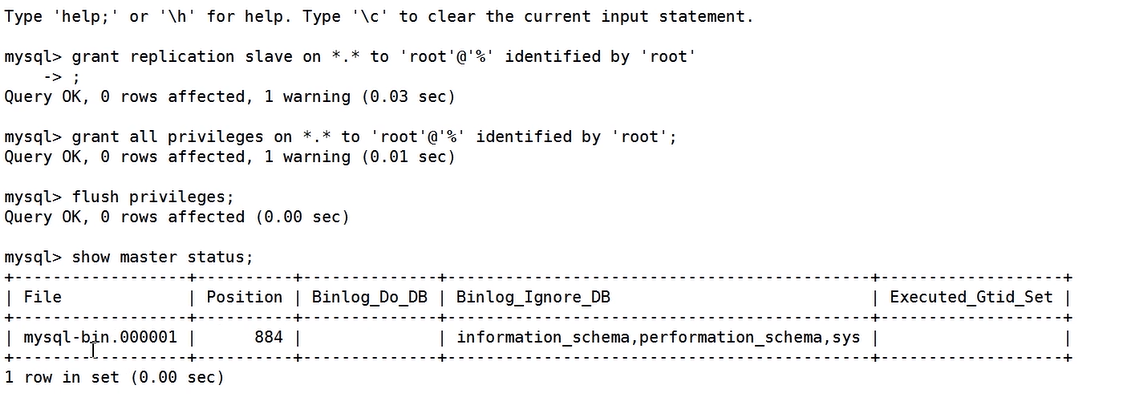 Type 'help;' or '\h' for help. Type '\c' to clear the current input statement.
mysql> grant replication slave on *.* to 'root'@'%' identified by 'root'
    -> ;
Query OK, 0 rows affected, 1 warning (0.03 sec)
mysql> grant all privileges on *.* to 'root'@'%' identified by 'root';
Query OK, 0 rows affected, 1 warning (0.01 sec)
mysql> flush privileges;
Query OK, 0 rows affected (0.00 sec)
mysql> show master status;
+------------------+----------+--------------+-------------------------------------------+-------------------+
| File             | Position | Binlog_Do_DB | Binlog_Ignore_DB                          | Executed_Gtid_Set |
+------------------+----------+--------------+-------------------------------------------+-------------------+
| mysql-bin.000001 |      884 |              | information_schema,performation_schema,sys |                   |
+------------------+----------+--------------+-------------------------------------------+-------------------+
1 row in set (0.00 sec)